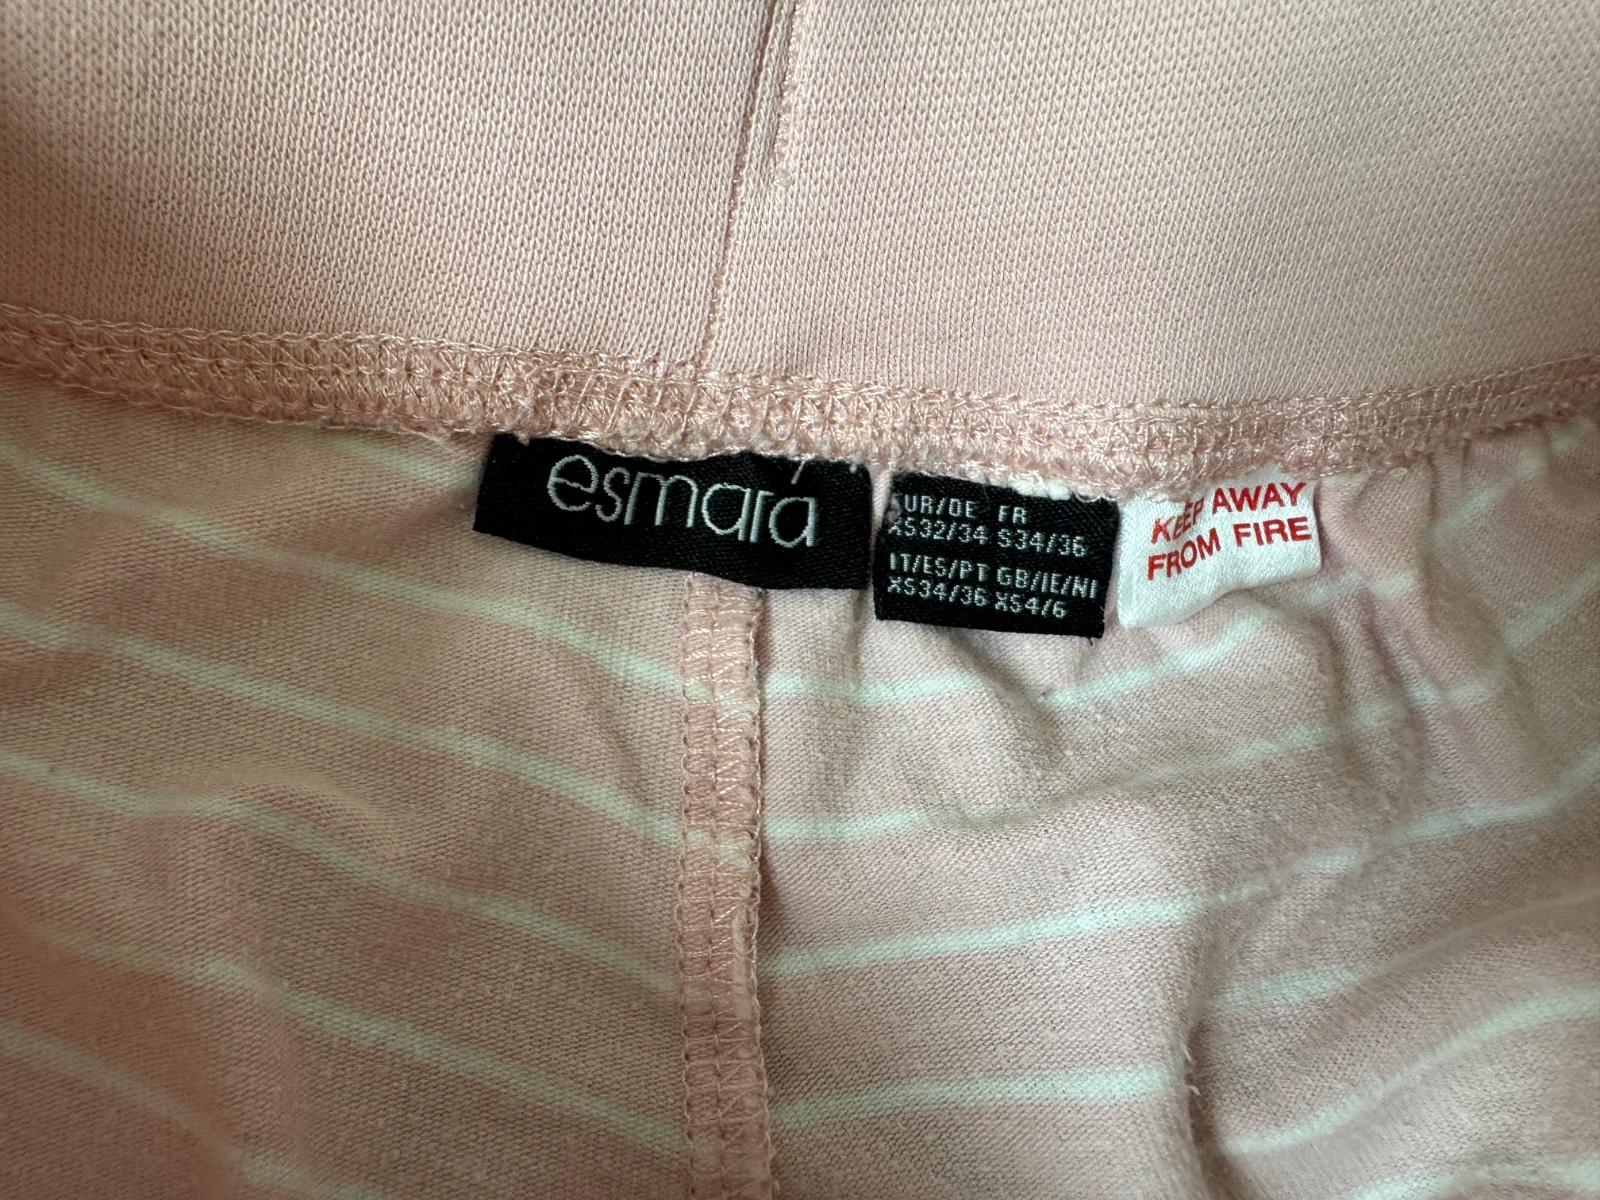 esmara
EUR/DE FR
XS32/34 S34/36
IT/ES/PT GB/IE/NI
XS34/36 XS4/6
KEEP AWAY
FROM FIRE